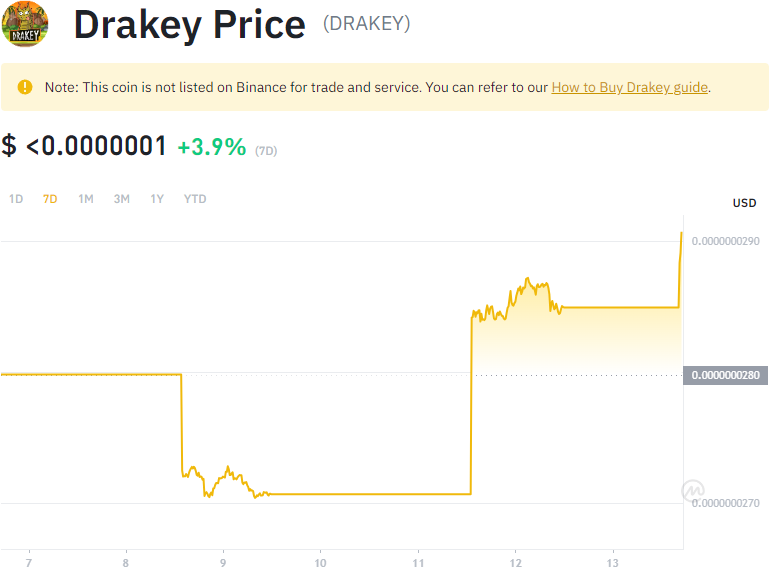 DRAKEY
Drakey Price (DRAKEY)
Note: This coin is not listed on Binance for trade and service. You can refer to our How to Buy Drakey guide.
$ <0.0000001 +3.9% (7D)
1D 7D 1M 3M 1Y YTD
USD
0.0000000290
0.0000000280
0.0000000270
7 8 9 10 11 12 13